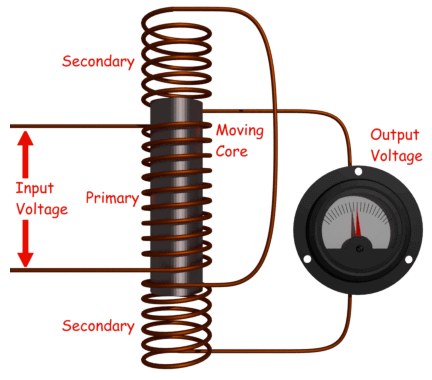 Secondary
Moving
Core
Output
Voltage
Input
Voltage
Primary
Secondary